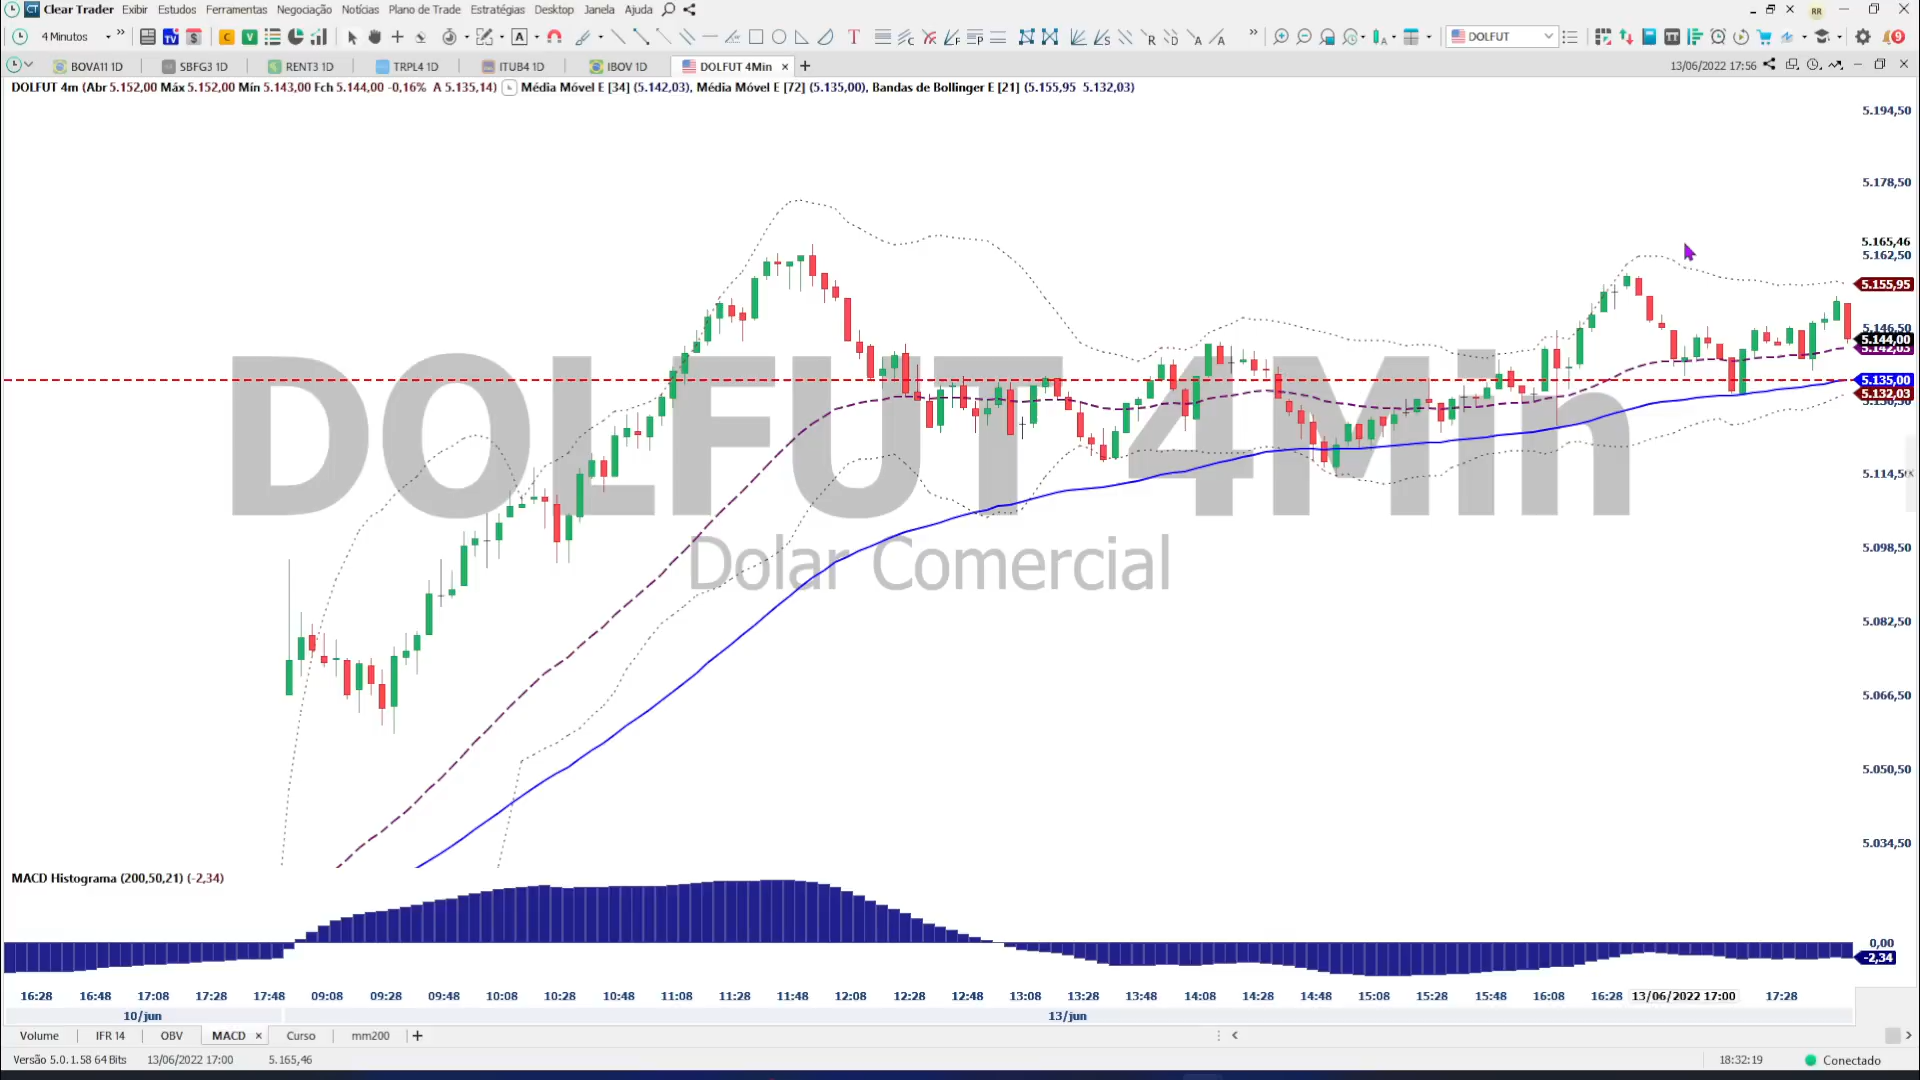 Clear Trader Exibir Estudos Ferramentas Negociação Notícias Plano de Trade Estratégias Desktop Janela Ajuda RR
4 Minutos DOLFUT 9
BOVA11 1D SBFG3 1D RENT3 1D TRPL4 1D ITUB4 1D IBOV 1D DOLFUT 4Min × + 13/06/2022 17:56
DOLFUT 4m (Abr 5.152,00 Máx 5.152,00 Mín 5.143,00 Fch 5.144,00 -0,16% A 5.135,14) Média Móvel E [34] (5.142,03), Média Móvel E [72] (5.135,00), Bandas de Bollinger E [21] (5.155,95 5.132,03)
5.194,50
5.178,50
5.165,46
5.162,50
5.155,95
5.146,50
5.144,00
5.142,03
5.135,00
5.132,03
5.130,50
DOLFUT 4Min
Dolar Comercial
5.114,50
5.098,50
5.082,50
5.066,50
5.050,50
5.034,50
MACD Histograma (200,50,21) (-2,34)
0,00
-2,34
16:28 16:48 17:08 17:28 17:48 09:08 09:28 09:48 10:08 10:28 10:48 11:08 11:28 11:48 12:08 12:28 12:48 13:08 13:28 13:48 14:08 14:28 14:48 15:08 15:28 15:48 16:08 16:28 13/06/2022 17:00 17:28
10/jun 13/jun
Volume IFR 14 OBV MACD × Curso mm200 +
Versão 5.0.1.58 64 Bits 13/06/2022 17:00 5.165,46 18:32:19 Conectado